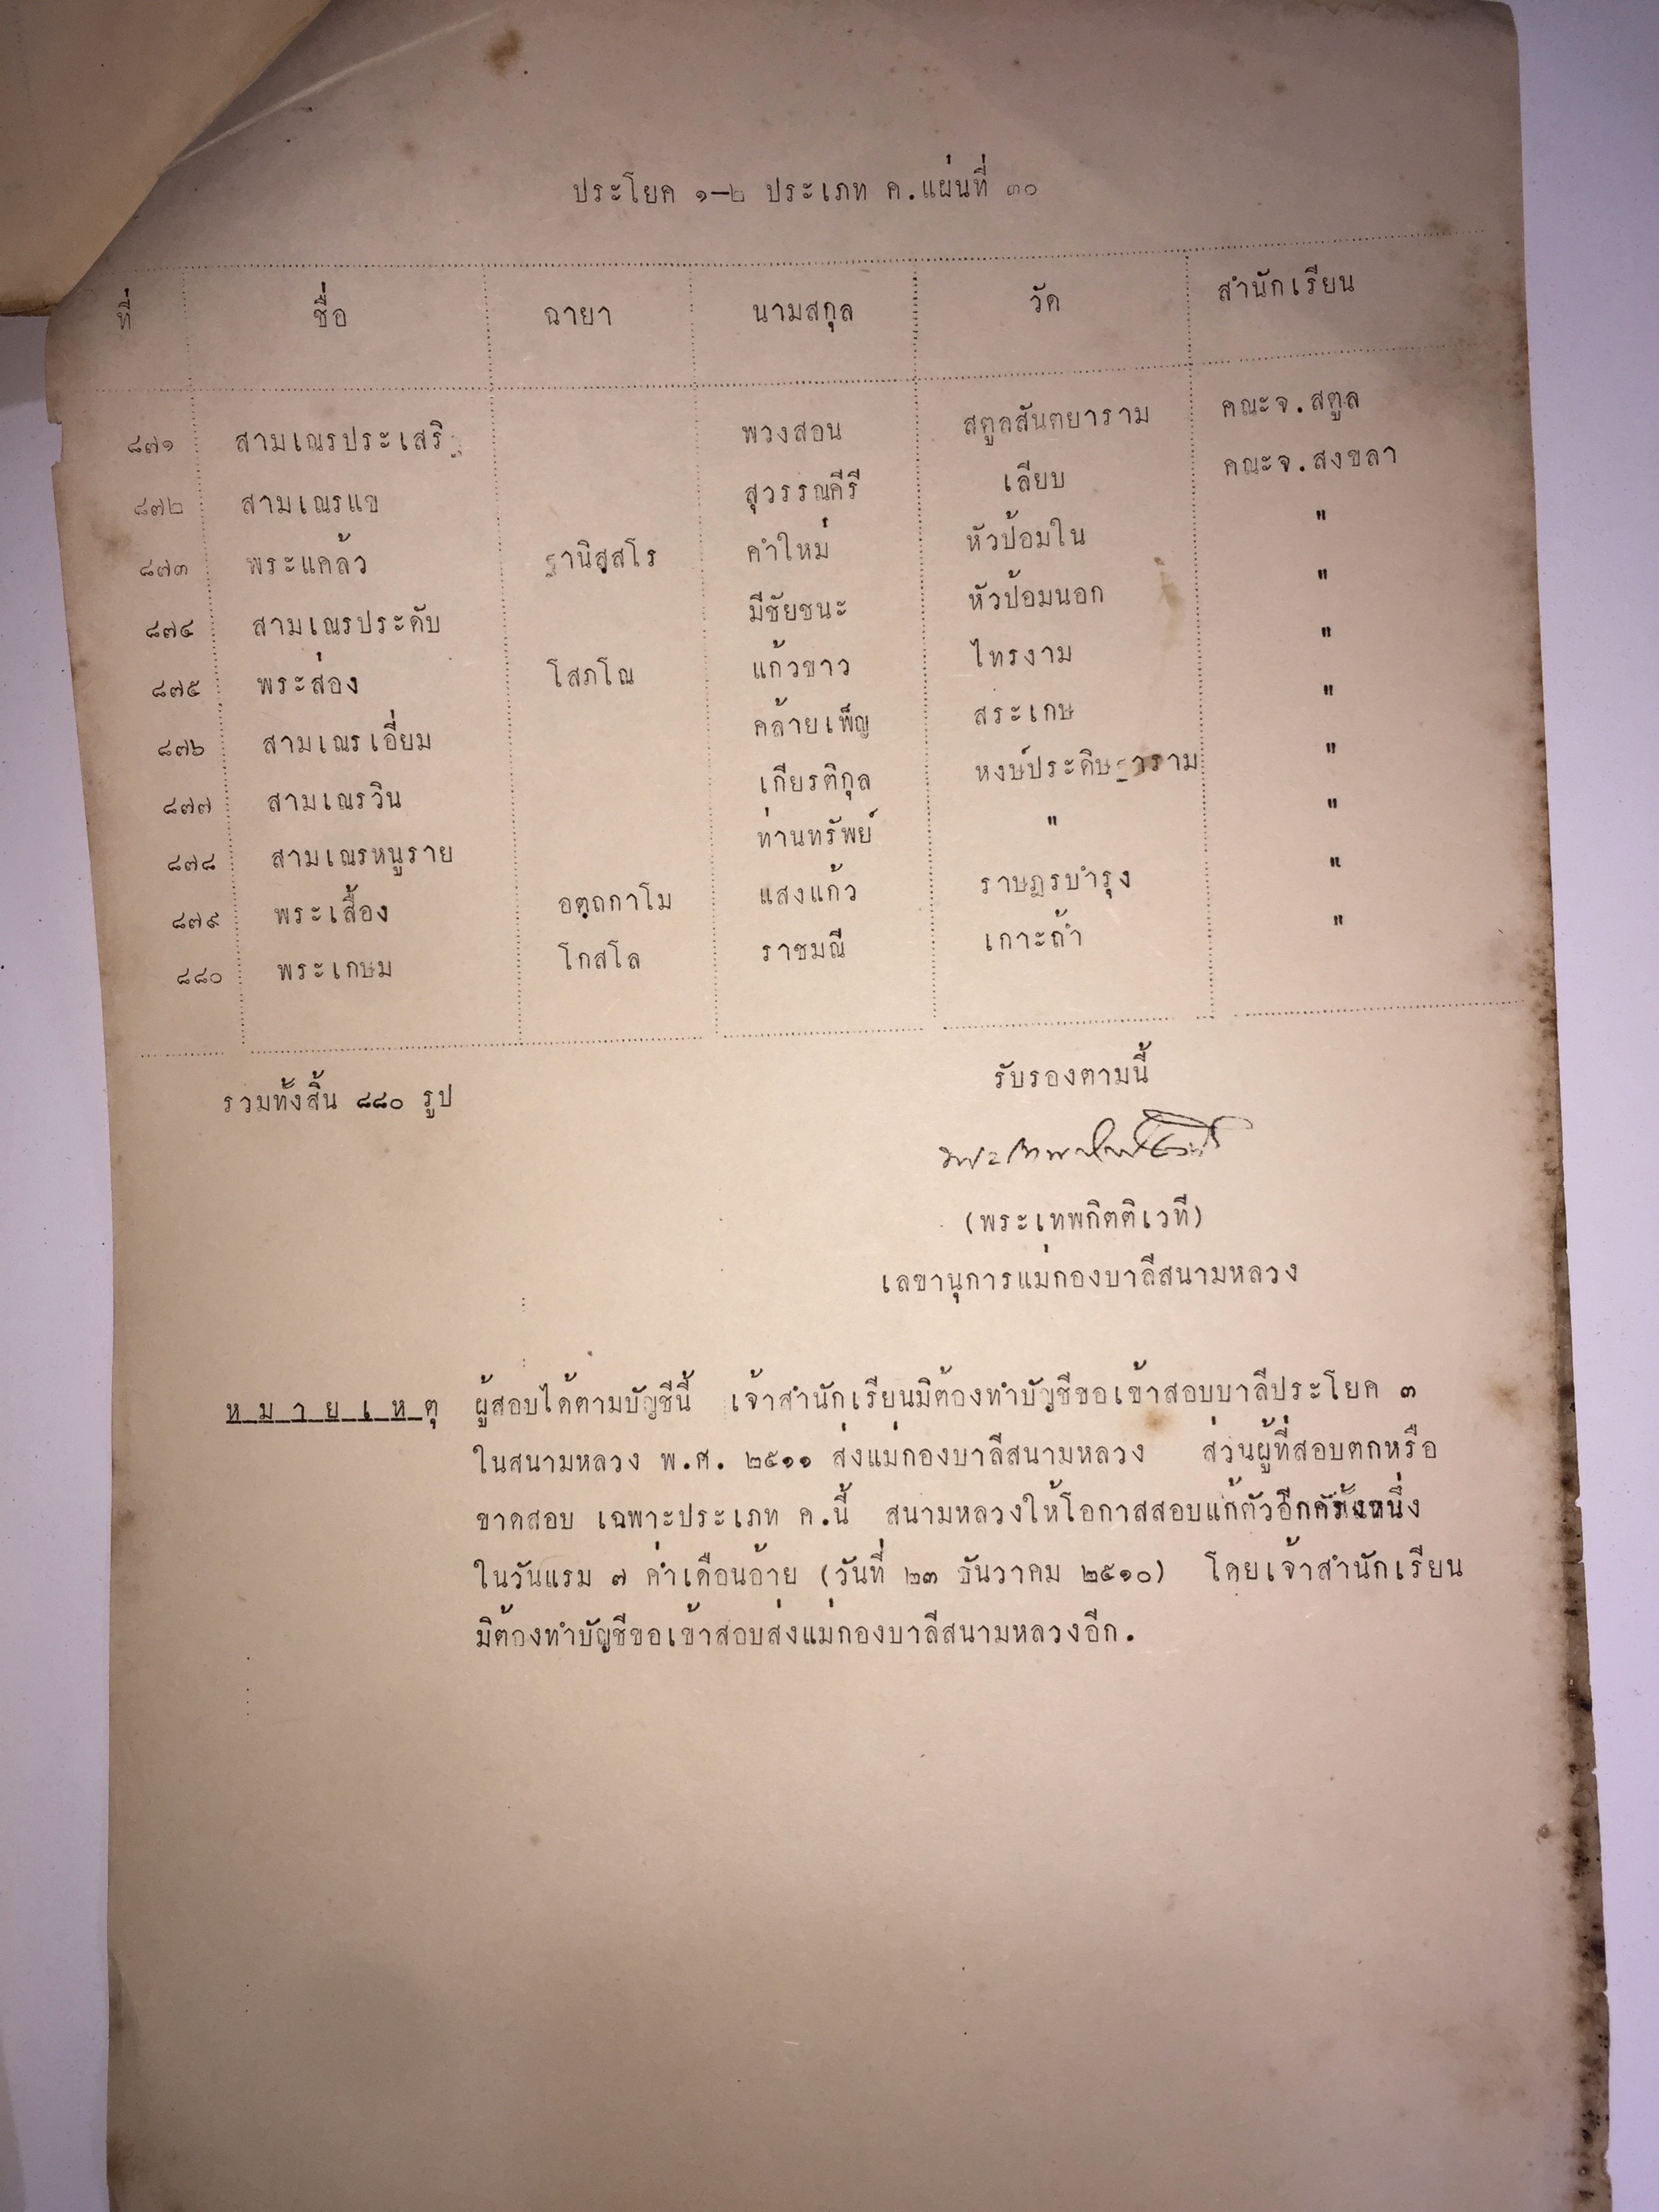 ประโยค ๑-๒ ประเภท ค.แผ่นที่ ๓๐
ที่ ชื่อ ฉายา นามสกุล วัด สำนักเรียน
๘๗๑ สามเณรประเสริฐ พวงสอน สตูลสันตยาราม คณะจ.สตูล
๘๗๒ สามเณรแข สุวรรณคีรี เลียบ คณะจ.สงขลา
๘๗๓ พระแคล้ว ฐานิสฺสโร คำใหม่ หัวป้อมใน "
๘๗๔ สามเณรประดับ มีชัยชนะ หัวป้อมนอก "
๘๗๕ พระส่อง โสภโณ แก้วขาว ไทรงาม "
๘๗๖ สามเณรเอี่ยม คล้ายเพ็ญ สระเกษ "
๘๗๗ สามเณรวิน เกียรติกุล หงษ์ประดิษฐาราม "
๘๗๘ สามเณรหนูราย ท่านทรัพย์ " "
๘๗๙ พระเสื้อง อตฺถกาโม แสงแก้ว ราษฎรบำรุง "
๘๘๐ พระเกษม โกสโล ราชมณี เกาะถ้ำ "
รวมทั้งสิ้น ๘๘๐ รูป
รับรองตามนี้
(พระเทพกิตติเวที)
เลขานุการแม่กองบาลีสนามหลวง
หมายเหตุ ผู้สอบได้ตามบัญชีนี้ เจ้าสำนักเรียนมิต้องทำบัญชีขอเข้าสอบบาลีประโยค ๓
ในสนามหลวง พ.ศ. ๒๕๑๑ ส่งแม่กองบาลีสนามหลวง ส่วนผู้ที่สอบตกหรือ
ขาดสอบ เฉพาะประเภท ค.นี้ สนามหลวงให้โอกาสสอบแก้ตัวอีกครั้งหนึ่ง
ในวันแรม ๗ ค่ำเดือนอ้าย (วันที่ ๒๓ ธันวาคม ๒๕๑๐) โดยเจ้าสำนักเรียน
มิต้องทำบัญชีขอเข้าสอบส่งแม่กองบาลีสนามหลวงอีก.